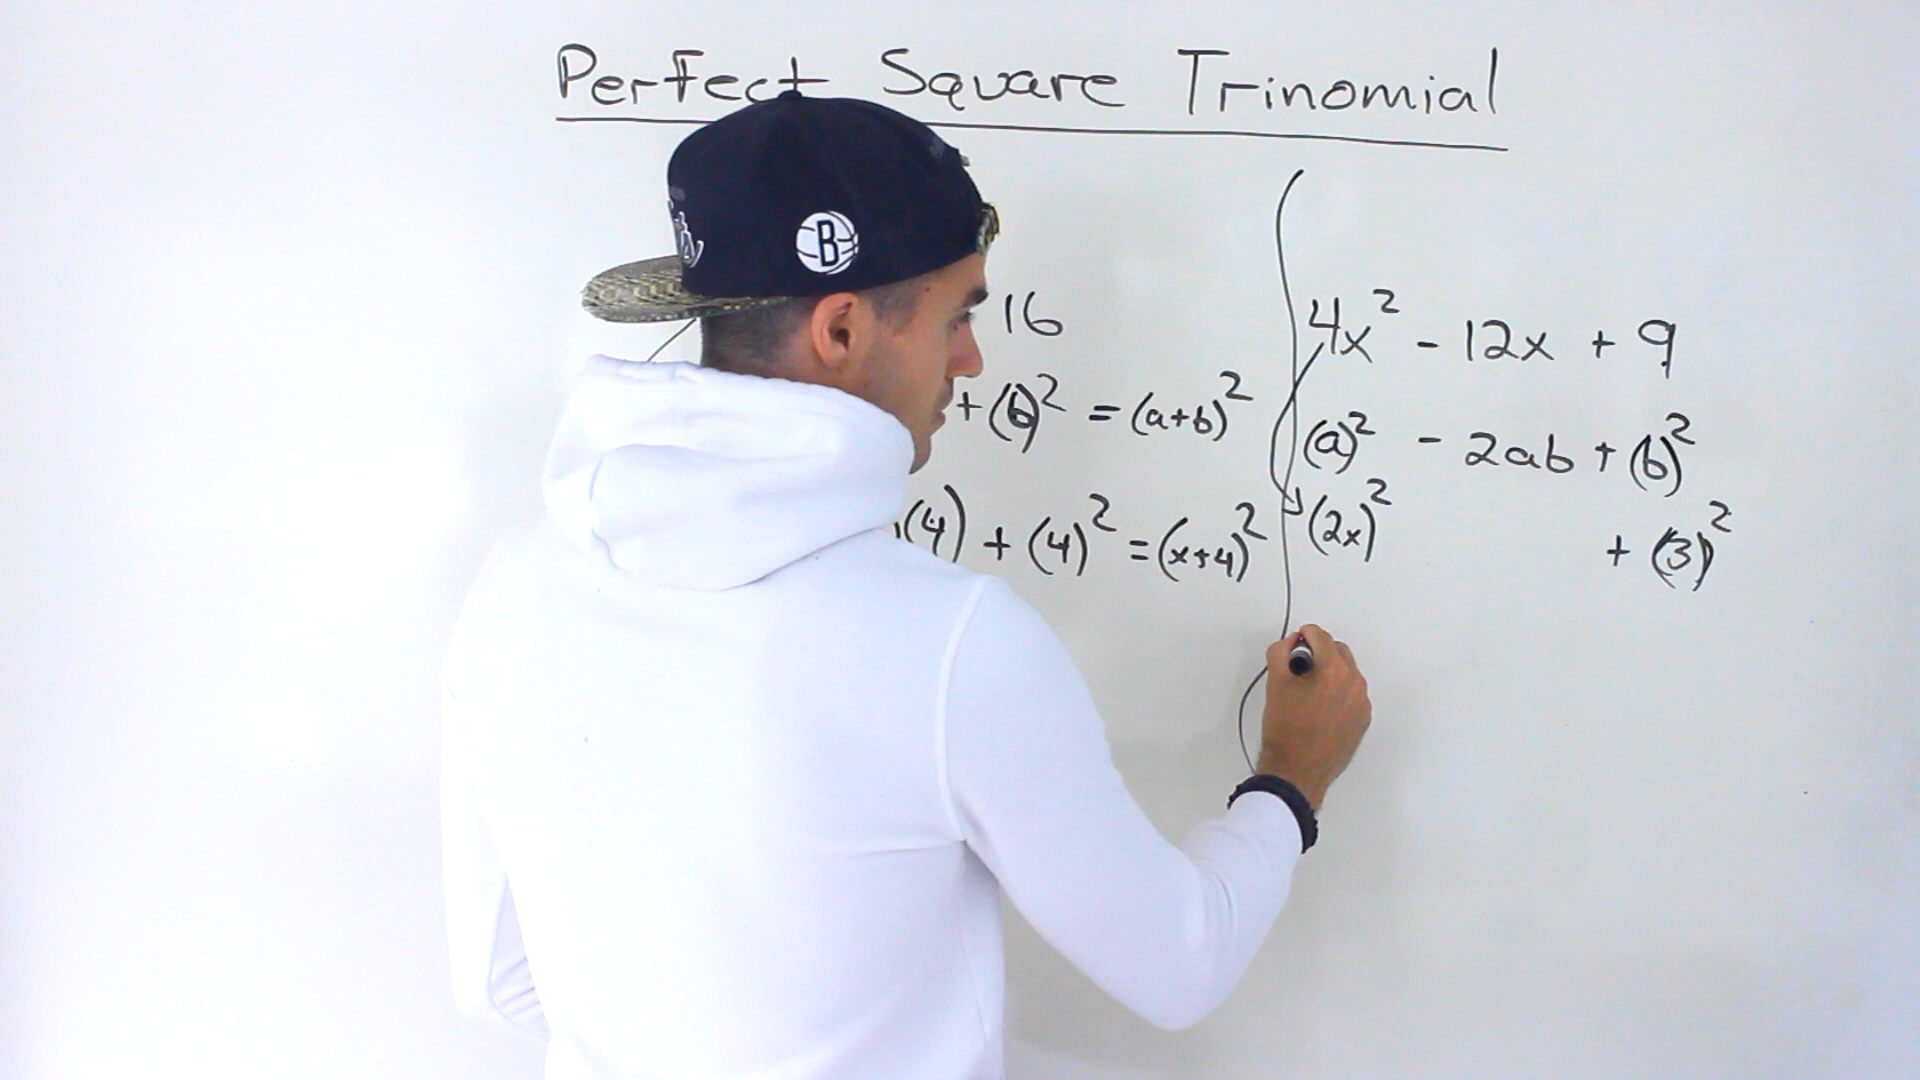 Perfect Square Trinomial
B
16
+ (b)² = (a+b)²
(4) + (4)² = (x+4)²
4x² - 12x + 9
(a)² - 2ab + (b)²
(2x)² + (3)²